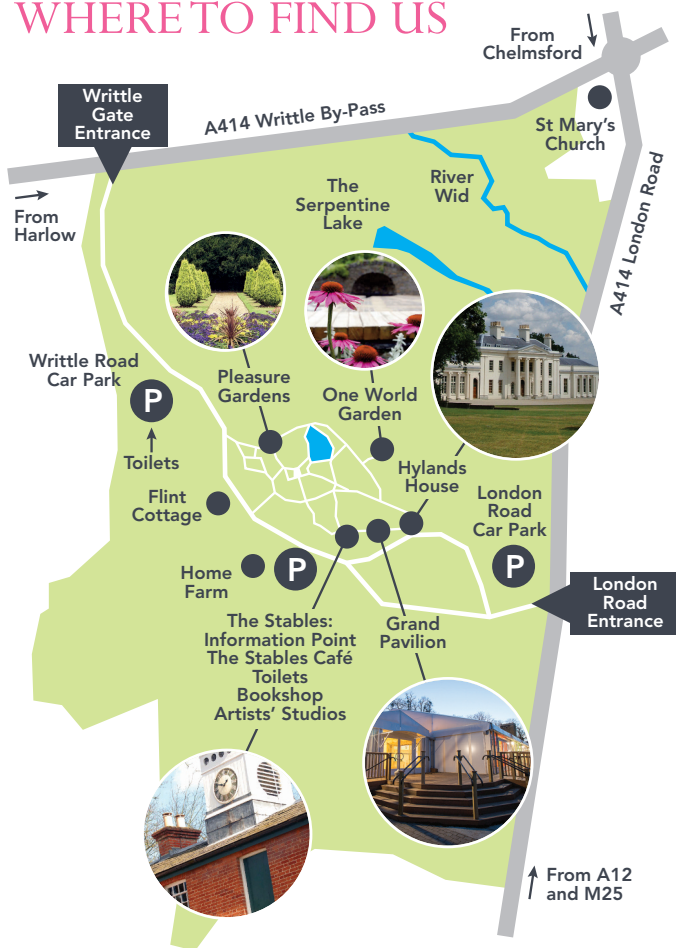 WHERE TO FIND US
From
Chelmsford
Writtle
Gate
Entrance
A414 Writtle By-Pass
St Mary's
Church
From
Harlow
The
Serpentine
Lake
River
Wid
A414 London Road
Writtle Road
Car Park
P
Toilets
Pleasure
Gardens
One World
Garden
Hylands
House
Flint
Cottage
London
Road
Car Park
P
Home
Farm
P
London
Road
Entrance
The Stables:
Information Point
The Stables Café
Toilets
Bookshop
Artists’ Studios
Grand
Pavilion
From A12
and M25